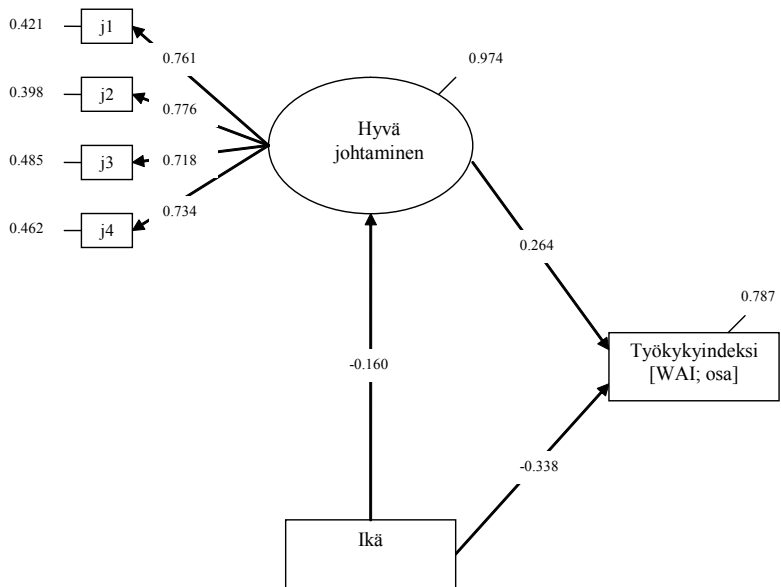 0.421 j1
0.761 0.974
0.398 j2
0.776
Hyvä
johtaminen
0.485 j3 0.718
0.734
0.462 j4
0.264
0.787
Työkykyindeksi
[WAI; osa]
-0.160
-0.338
Ikä